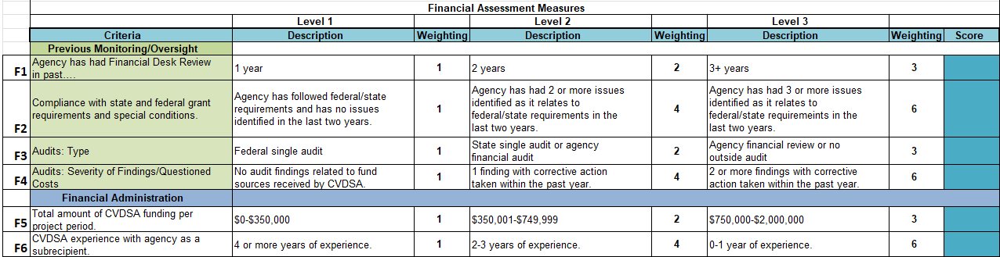 Financial Assessment Measures
Level 1 Level 2 Level 3
Criteria Description Weighting Description Weighting Description Weighting Score
Previous Monitoring/Oversight
F1 Agency has had Financial Desk Review
in past....
1 year 1 2 years 2 3+ years 3
F2 Compliance with state and federal grant
requirements and special conditions.
Agency has followed federal/state
requirements and has no issues
identified in the last two years.
1
Agency has had 2 or more issues
identified as it relates to
federal/state requirements in the
last two years.
4
Agency has had 3 or more issues
identified as it relates to
federal/state requiremeints in the
last two years.
6
F3 Audits: Type
Federal single audit 1
State single audit or agency
financial audit
2
Agency financial review or no
outside audit
3
F4 Audits: Severity of Findings/Questioned
Costs
No audit findings related to fund
sources received by CVDSA.
1
1 finding with corrective action
taken within the past year.
4
2 or more findings with corrective
action taken within the past year.
6
Financial Administration
F5 Total amount of CVDSA funding per
project period.
$0-$350,000 1 $350,001-$749,999 2 $750,000-$2,000,000 3
F6 CVDSA experience with agency as a
subrecipient.
4 or more years of experience. 1 2-3 years of experience. 4 0-1 year of experience. 6